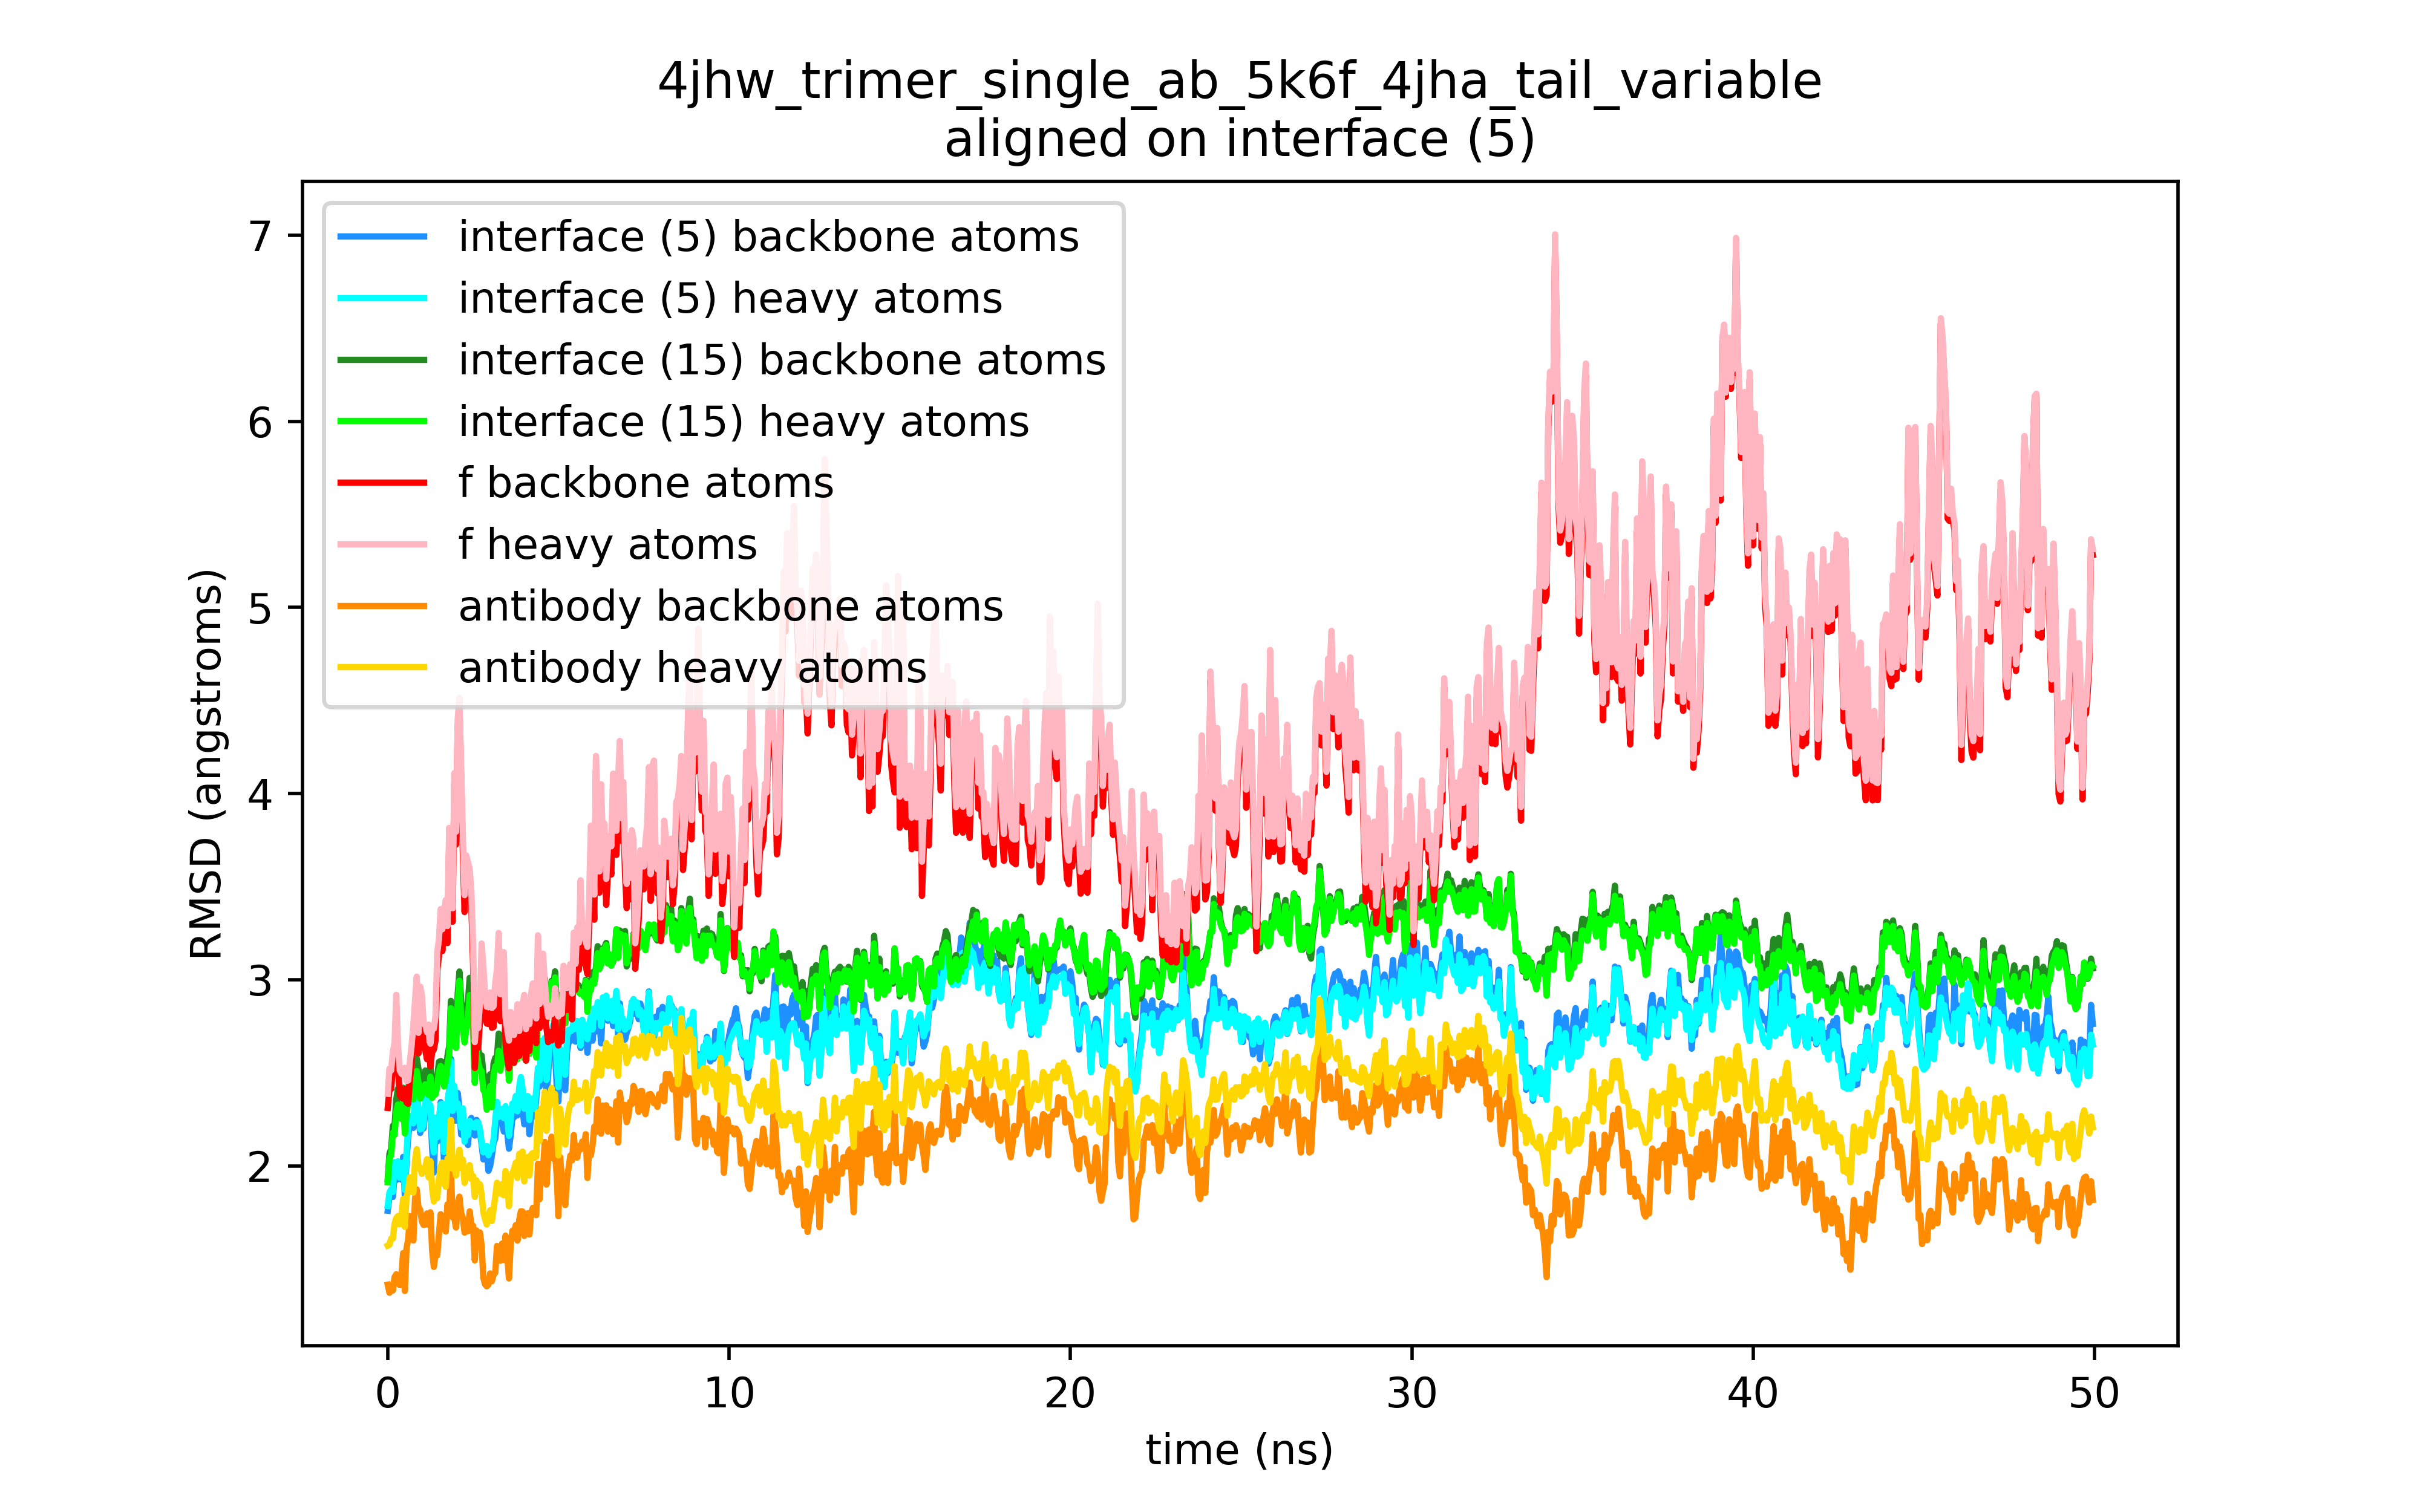 4jhw_trimer_single_ab_5k6f_4jha_tail_variable
aligned on interface (5)
interface (5) backbone atoms
interface (5) heavy atoms
interface (15) backbone atoms
interface (15) heavy atoms
f backbone atoms
f heavy atoms
antibody backbone atoms
antibody heavy atoms
RMSD (angstroms)
7
6
5
4
3
2
0 10 20 30 40 50
time (ns)